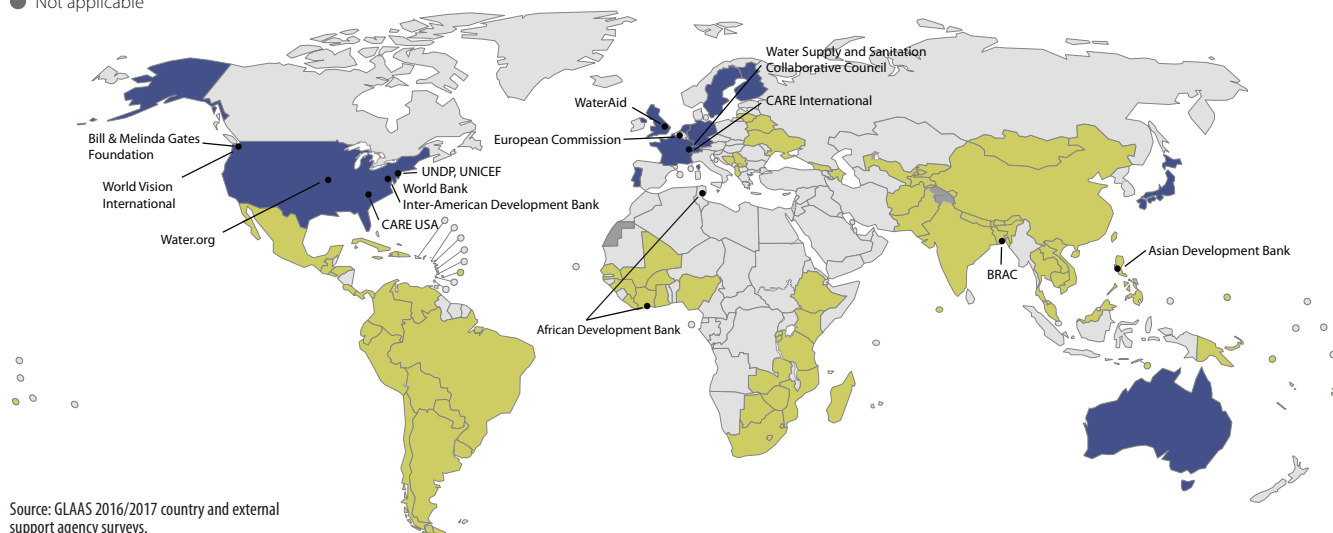 Not applicable
Water Supply and Sanitation
Collaborative Council
WaterAid
CARE International
European Commission
Bill & Melinda Gates
Foundation
World Vision
International
UNDP, UNICEF
World Bank
Inter-American Development Bank
CARE USA
Water.org
Asian Development Bank
BRAC
African Development Bank
Source: GLAAS 2016/2017 country and external
support agency surveys.